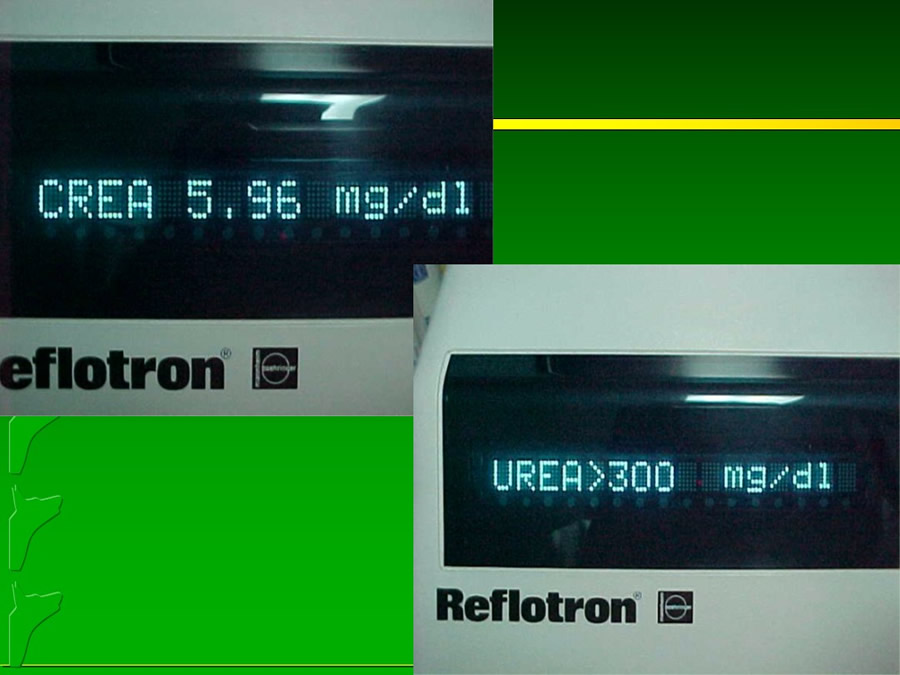 CREA 5.96 mg/dl
eflotron®
UREA>300 mg/dl
Reflotron®